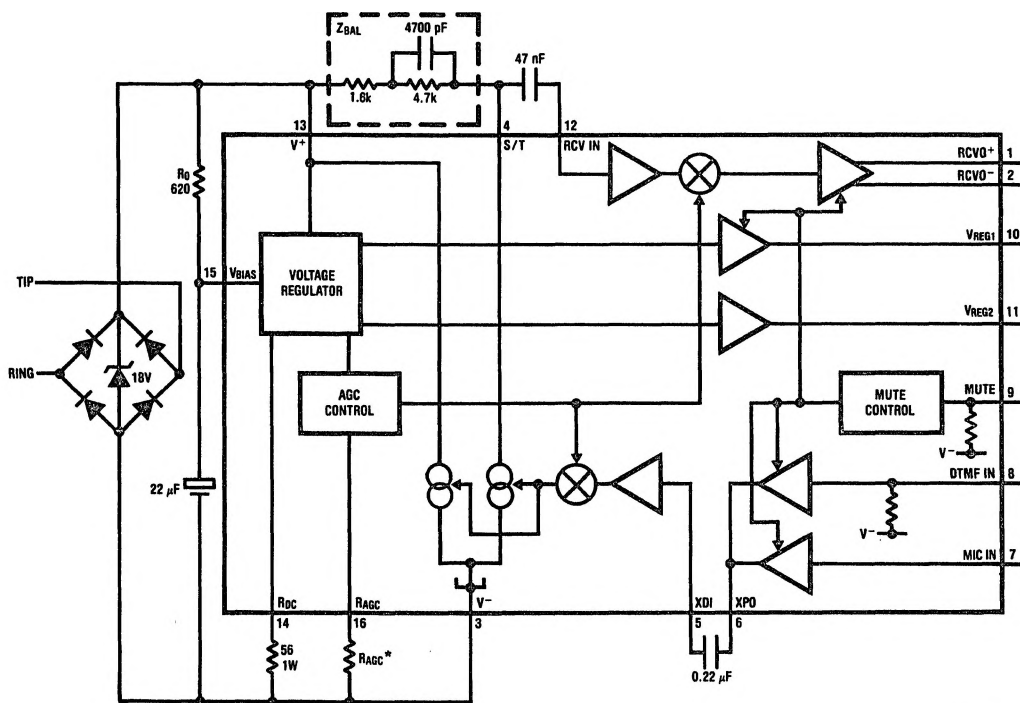 ZBAL
4700 pF
47 nF
1.6k
4.7k
13
V+
4
S/T
12
RCV IN
RCVO+
1
RCVO−
2
R0
620
VREG1
10
15
VBIAS
VOLTAGE
REGULATOR
TIP
VREG2
11
RING
18V
AGC
CONTROL
MUTE
CONTROL
MUTE
9
V−
DTMF IN
8
22 µF
V−
MIC IN
7
RDC
RAGC
V−
XDI
XPO
14
16
3
5
6
56
1W
RAGC*
0.22 µF